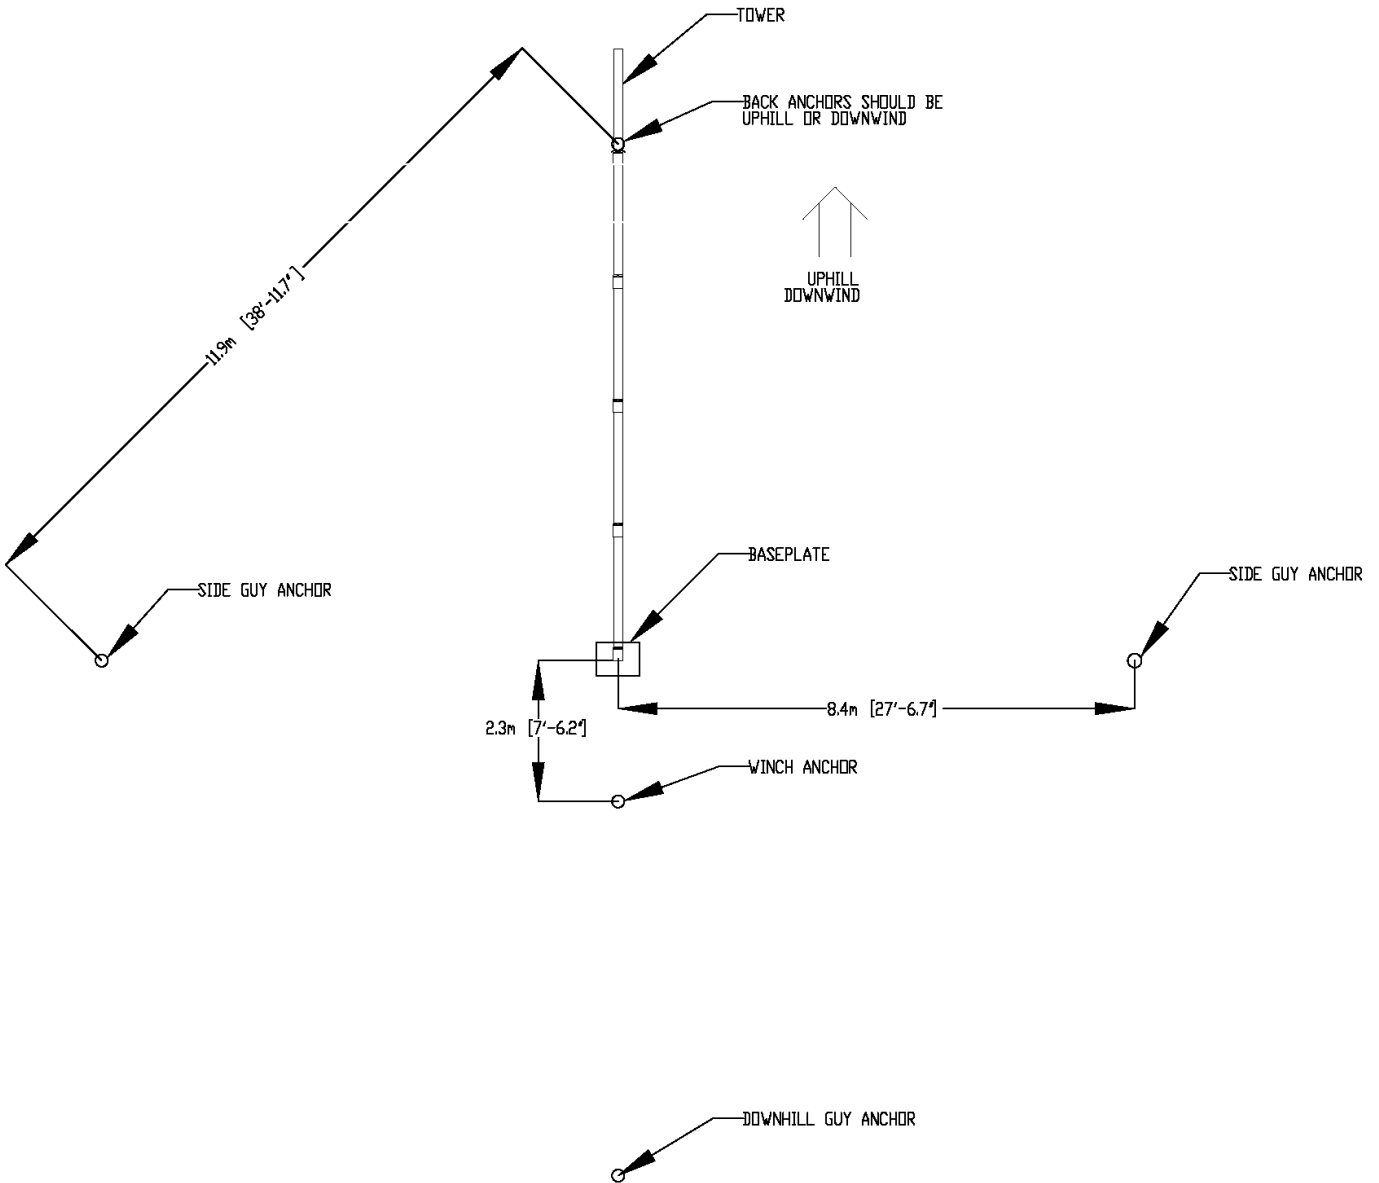 TOWER
BACK ANCHORS SHOULD BE
UPHILL OR DOWNWIND
UPHILL
DOWNWIND
11.9m [38'-11.7"]
BASEPLATE
SIDE GUY ANCHOR
SIDE GUY ANCHOR
8.4m [27'-6.7"]
2.3m [7'-6.2"]
WINCH ANCHOR
DOWNHILL GUY ANCHOR